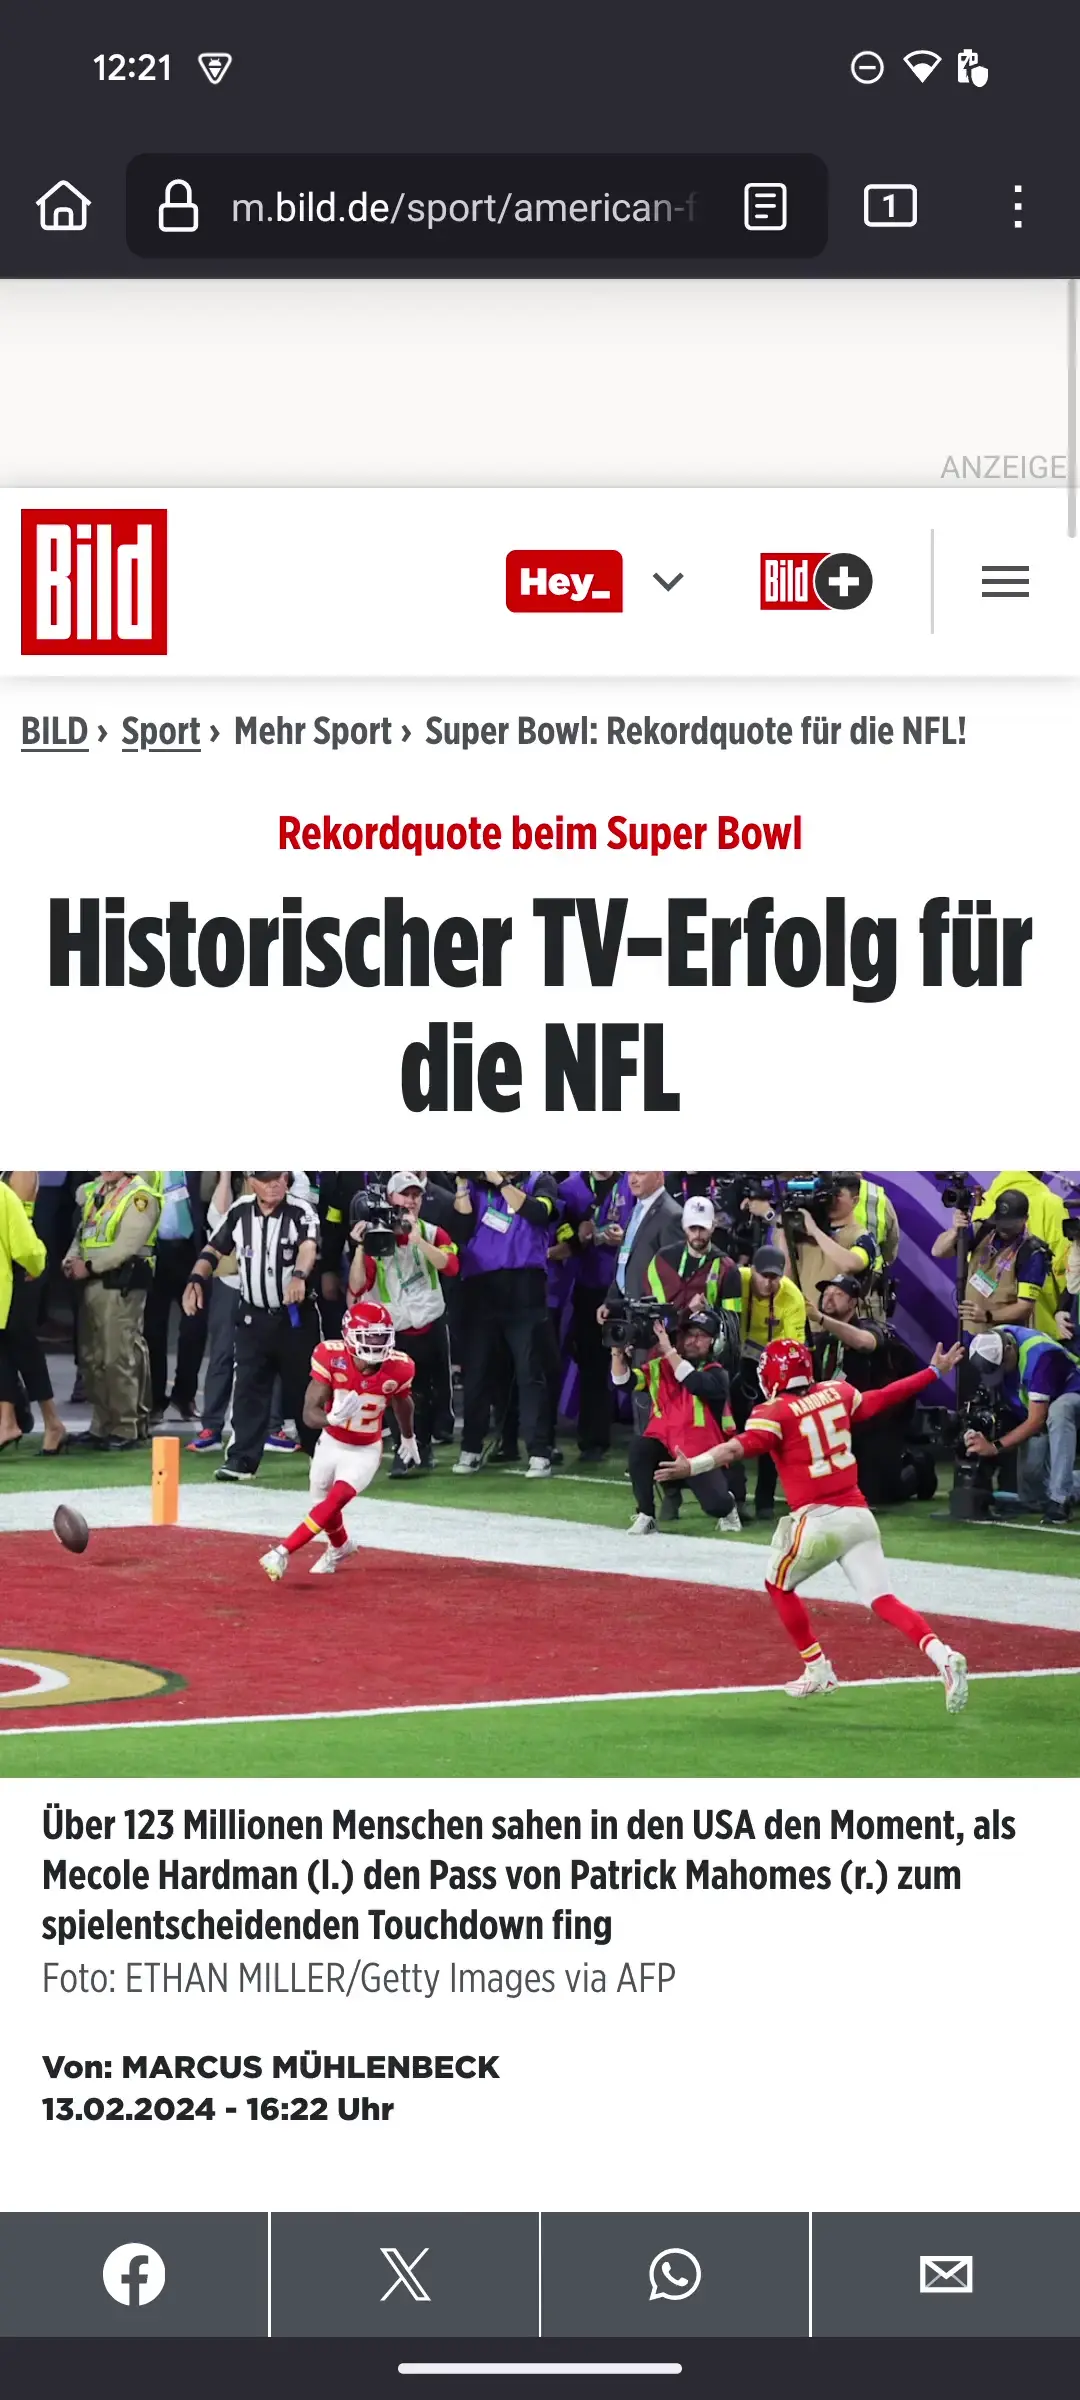 12:21
m.bild.de/sport/american-f
1
ANZEIGE
Bild
Hey_
Bild +
BILD › Sport › Mehr Sport › Super Bowl: Rekordquote für die NFL!
Rekordquote beim Super Bowl
Historischer TV-Erfolg für
die NFL
12
MAHOMES
15
Über 123 Millionen Menschen sahen in den USA den Moment, als
Mecole Hardman (l.) den Pass von Patrick Mahomes (r.) zum
spielentscheidenden Touchdown fing
Foto: ETHAN MILLER/Getty Images via AFP
Von: MARCUS MÜHLENBECK
13.02.2024 - 16:22 Uhr